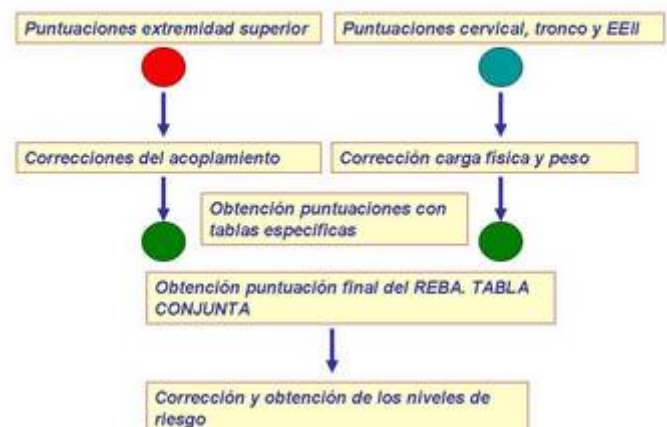 Puntuaciones extremidad superior
Puntuaciones cervical, tronco y EEII
Correcciones del acoplamiento
Corrección carga física y peso
Obtención puntuaciones con
tablas específicas
Obtención puntuación final del REBA. TABLA
CONJUNTA
Corrección y obtención de los niveles de
riesgo